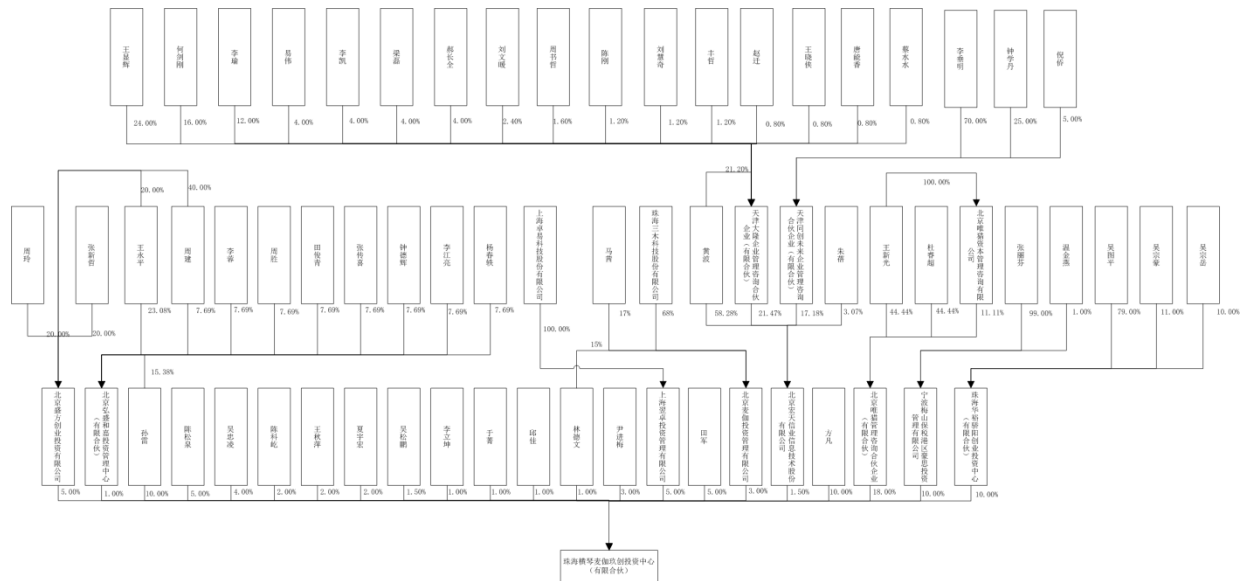 王显辉
何剑刚
李瑜
易伟
李凯
梁磊
郝长全
刘文暖
周书哲
陈刚
刘慧奇
丰哲
赵迁
王晓供
唐能香
蔡水水
李垂明
钟学丹
倪侨
24.00%
16.00%
12.00%
4.00%
4.00%
4.00%
4.00%
2.40%
1.60%
1.20%
1.20%
1.20%
0.80%
0.80%
0.80%
0.80%
70.00%
25.00%
5.00%
20.00%
40.00%
21.20%
100.00%
周玲
张新哲
王永平
周健
李蓉
周胜
田俊青
张传喜
钟德辉
李江亮
杨春轶
上海卓易科技股份有限公司
马霄
珠海三木科技股份有限公司
黄波
天津大隆企业管理咨询合伙
企业（有限合伙）
天津同创未来企业管理咨询
合伙企业（有限合伙）
朱蓓
王新光
杜睿超
北京唯猫资本管理咨询有限
公司
张丽芬
温金燕
吴图平
吴宗豪
吴宗岳
20.00%
20.00%
23.08%
7.69%
7.69%
7.69%
7.69%
7.69%
7.69%
7.69%
7.69%
15.38%
100.00%
17%
68%
15%
58.28%
21.47%
17.18%
3.07%
44.44%
44.44%
11.11%
99.00%
1.00%
79.00%
11.00%
10.00%
北京盛方创业投资有限公司
北京弘盛和嘉投资管理中心
（有限合伙）
孙雷
陈松泉
吴忠凌
陈科屹
王秋萍
夏宇宏
吴松鹏
李立坤
于菁
邱佳
林德文
尹进梅
上海翌卓投资管理有限公司
田军
北京麦伽投资管理有限公司
北京宏天信业信息技术股份
有限公司
方凡
北京唯猫管理咨询合伙企业
（有限合伙）
宁波梅山保税港区蒙思投资
管理有限公司
珠海华裕骄阳创业投资中心
（有限合伙）
5.00%
1.00%
10.00%
5.00%
4.00%
2.00%
2.00%
2.00%
1.50%
1.00%
1.00%
1.00%
1.00%
3.00%
5.00%
5.00%
3.00%
1.50%
10.00%
18.00%
10.00%
10.00%
珠海横琴麦伽玖创投资中心
（有限合伙）